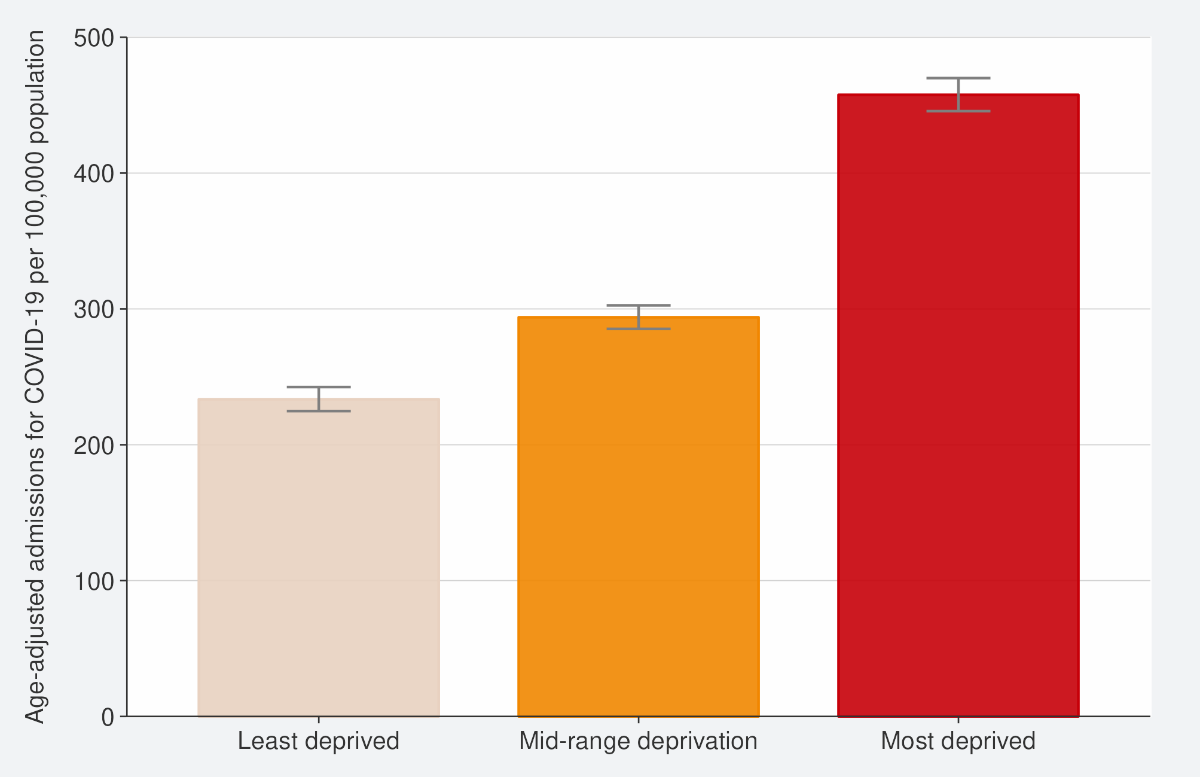 Age-adjusted admissions for COVID-19 per 100,000 population
500
400
300
200
100
0
Least deprived
Mid-range deprivation
Most deprived